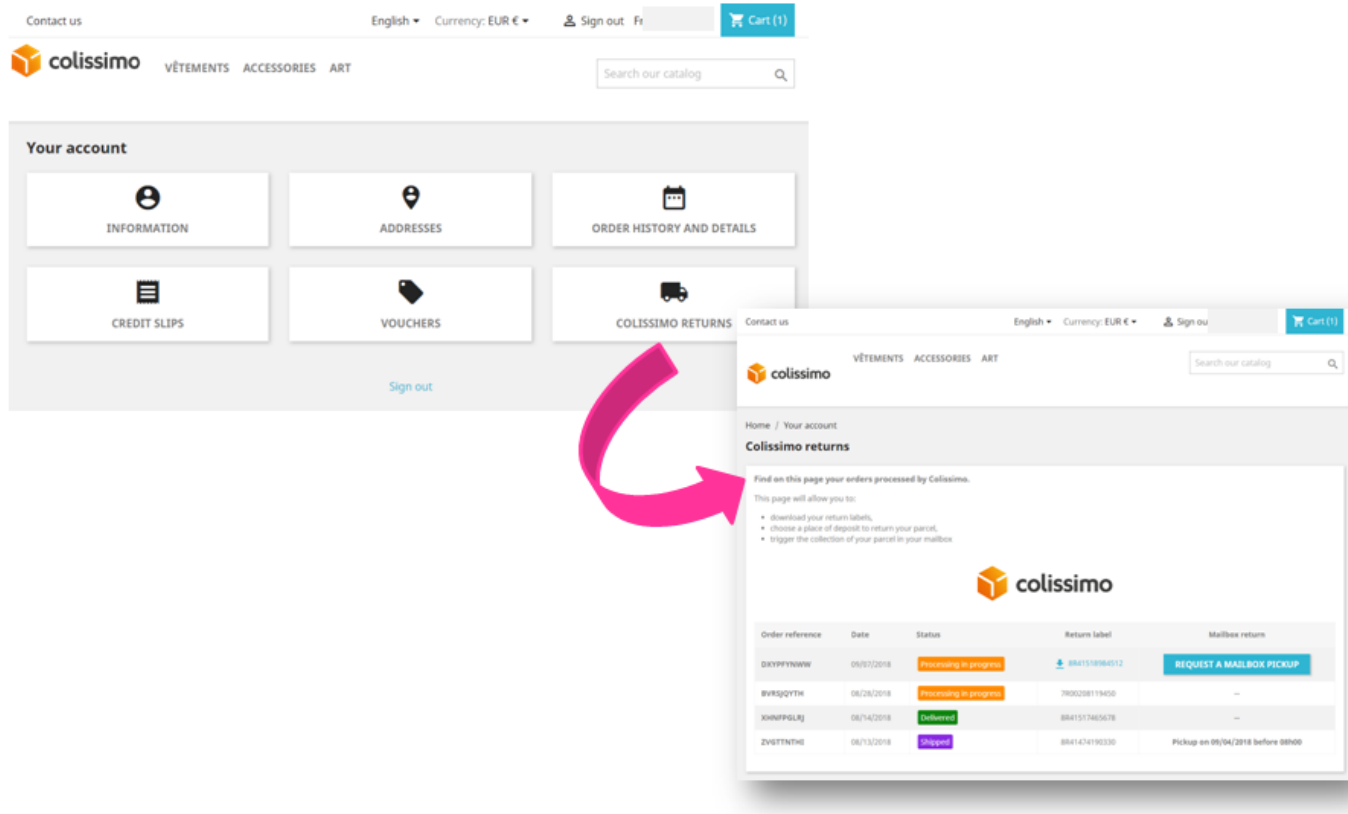 Contact us English Currency: EUR € Sign out Cart (1)
colissimo VÊTEMENTS ACCESSORIES ART Search our catalog
Your account
INFORMATION ADDRESSES ORDER HISTORY AND DETAILS
CREDIT SLIPS VOUCHERS COLISSIMO RETURNS
Sign out
Contact us English Currency: EUR € Sign ou Cart (1)
VÊTEMENTS ACCESSORIES ART Search our catalog
colissimo
Home / Your account
Colissimo returns
Find on this page your orders processed by Colissimo.
This page will allow you to:
• download your return labels,
• choose a place of deposit to return your parcel,
• trigger the collection of your parcel in your mailbox
colissimo
Order reference Date Status Return label Mailbox return
DXYPFYNWW 09/07/2018 Processing in progress 8R41518984512 REQUEST A MAILBOX PICKUP
BVRSJQYTH 08/28/2018 Processing in progress 7R00208119450 --
XHNFPGLRJ 08/14/2018 Delivered 8R41517465678 --
ZVGTTNTHI 08/13/2018 Shipped 8R41474190330 Pickup on 09/04/2018 before 08h00